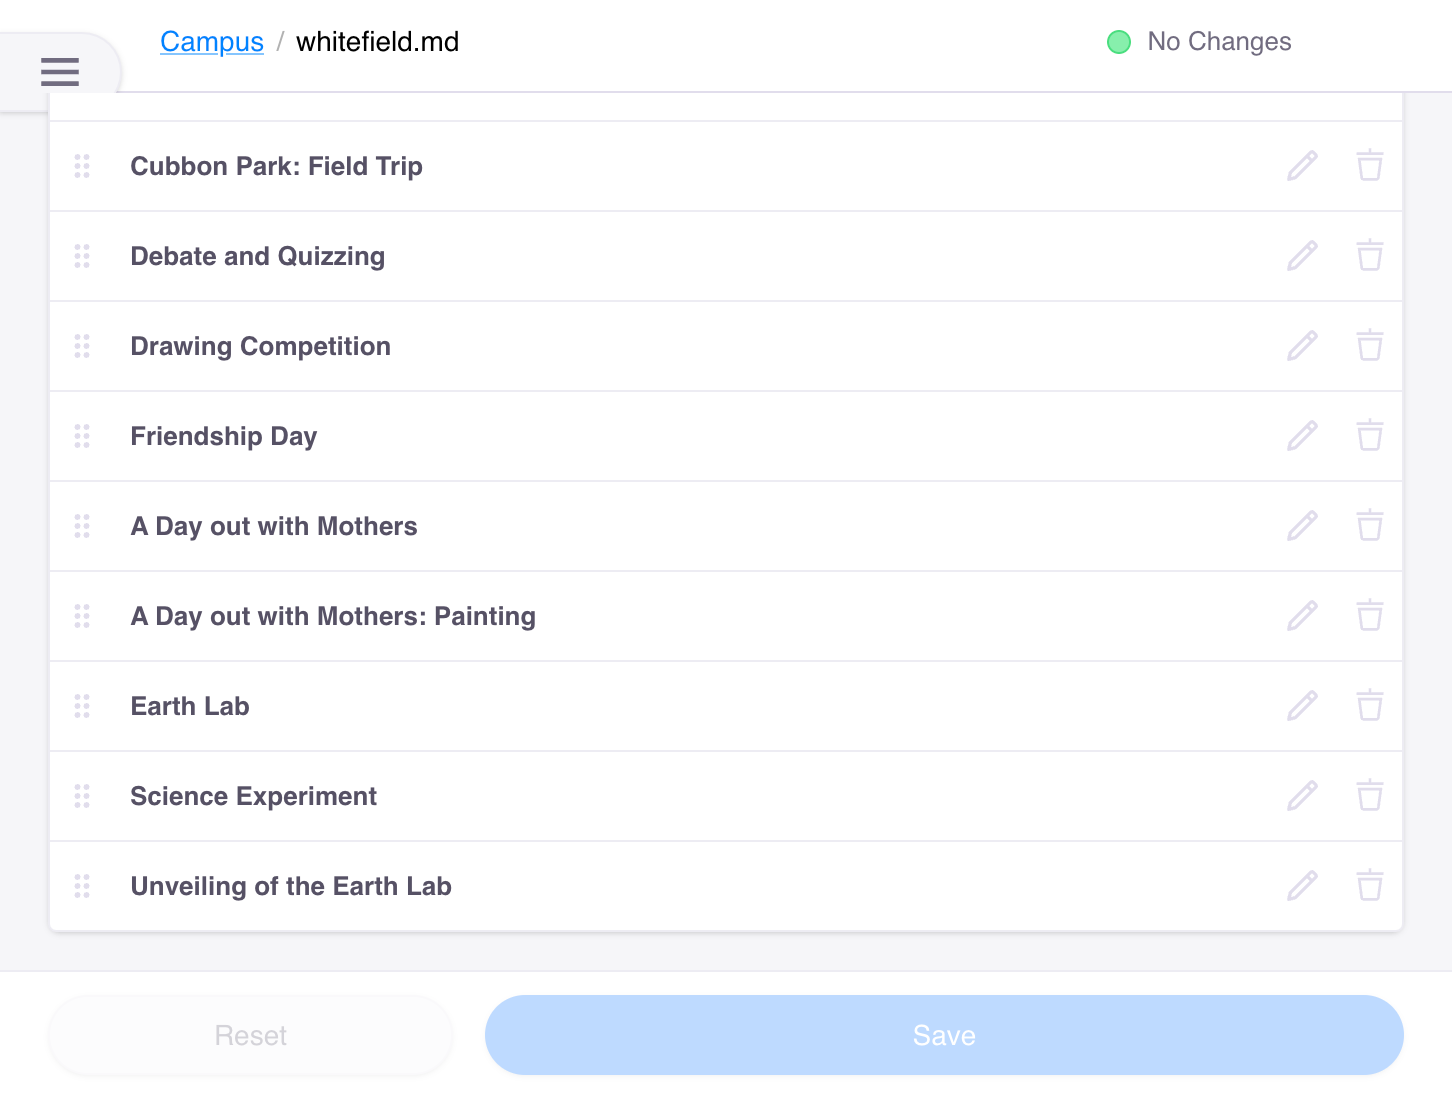 Campus / whitefield.md
No Changes
Cubbon Park: Field Trip
Debate and Quizzing
Drawing Competition
Friendship Day
A Day out with Mothers
A Day out with Mothers: Painting
Earth Lab
Science Experiment
Unveiling of the Earth Lab
Reset
Save